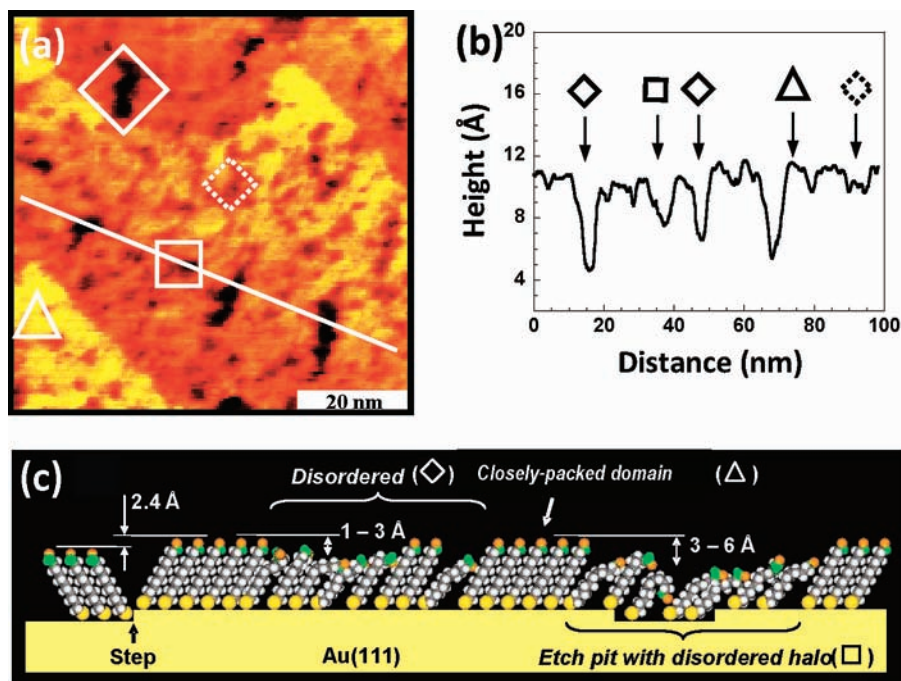 (a)
20 nm
(b)
20
16
12
8
4
Height (Å)
0 20 40 60 80 100
Distance (nm)
(c)
Disordered (◇)
Closely-packed domain (△)
2.4 Å
1 – 3 Å
3 – 6 Å
Step
Au(111)
Etch pit with disordered halo(□)